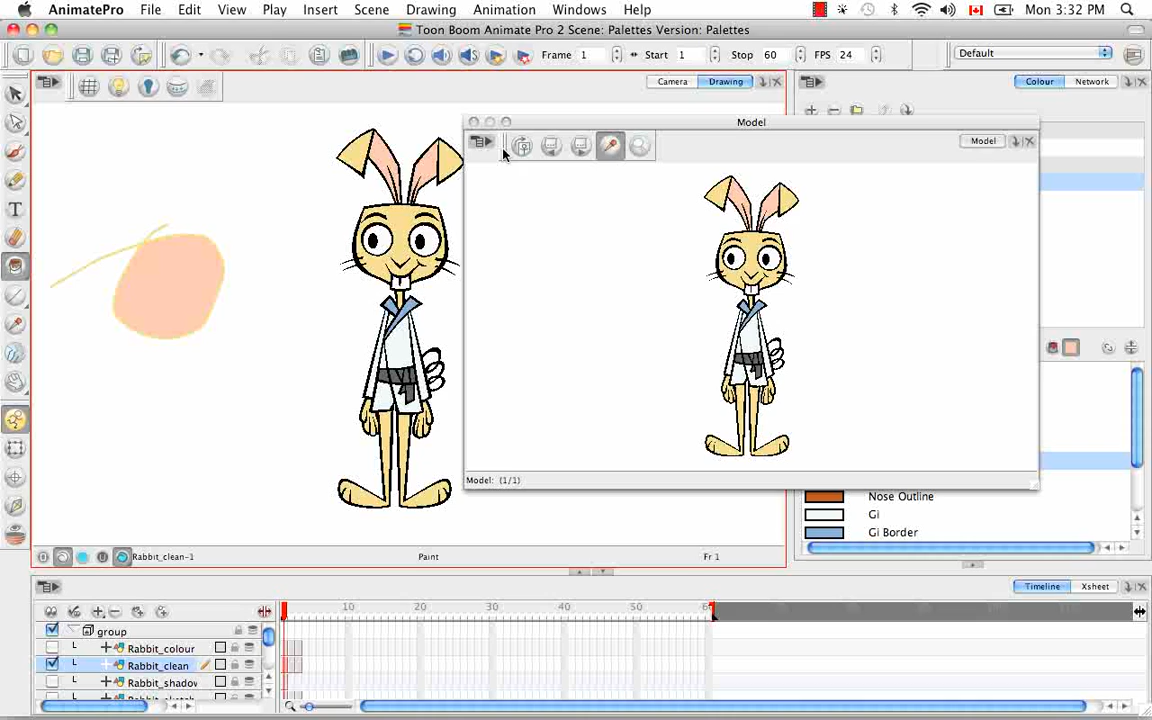 AnimatePro File Edit View Play Insert Scene Drawing Animation Windows Help Mon 3:32 PM
Toon Boom Animate Pro 2 Scene: Palettes Version: Palettes
Frame 1 Start 1 Stop 60 FPS 24 Default
Camera Drawing Colour Network
Model
Model
Model: (1/1)
Nose Outline
Gi
Gi Border
Rabbit_clean-1 Paint Fr 1
Timeline Xsheet
10 20 30 40 50
group
Rabbit_colour
Rabbit_clean
Rabbit_shadow